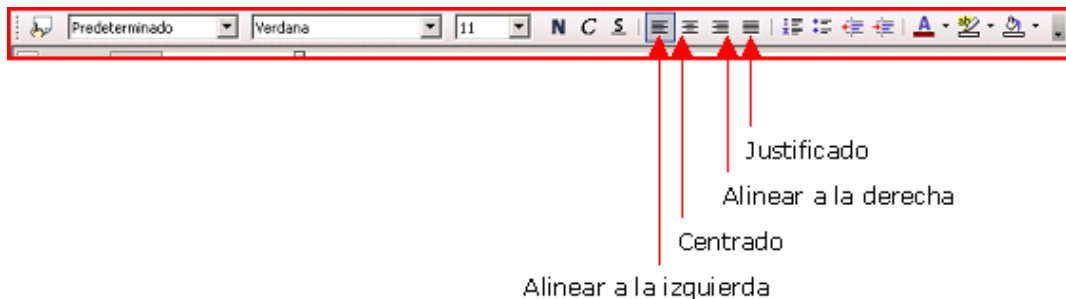 Predeterminado Verdana 11 N C S A
Justificado
Alinear a la derecha
Centrado
Alinear a la izquierda